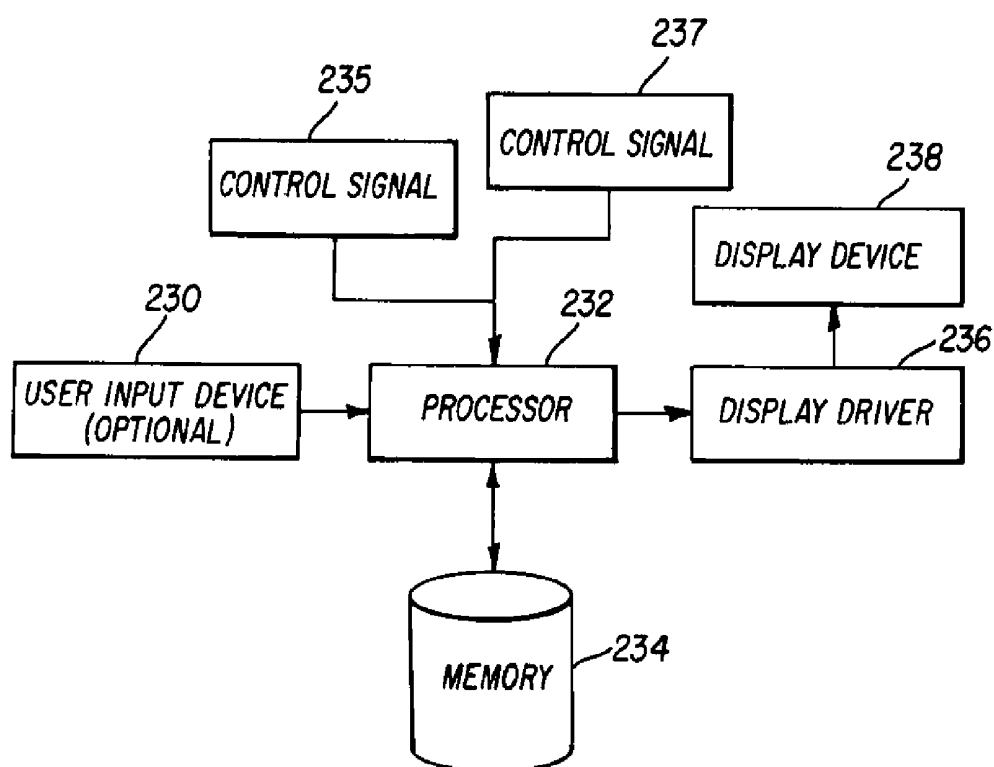 237
235
CONTROL SIGNAL
CONTROL SIGNAL
238
DISPLAY DEVICE
230
232
236
USER INPUT DEVICE
(OPTIONAL)
PROCESSOR
DISPLAY DRIVER
234
MEMORY